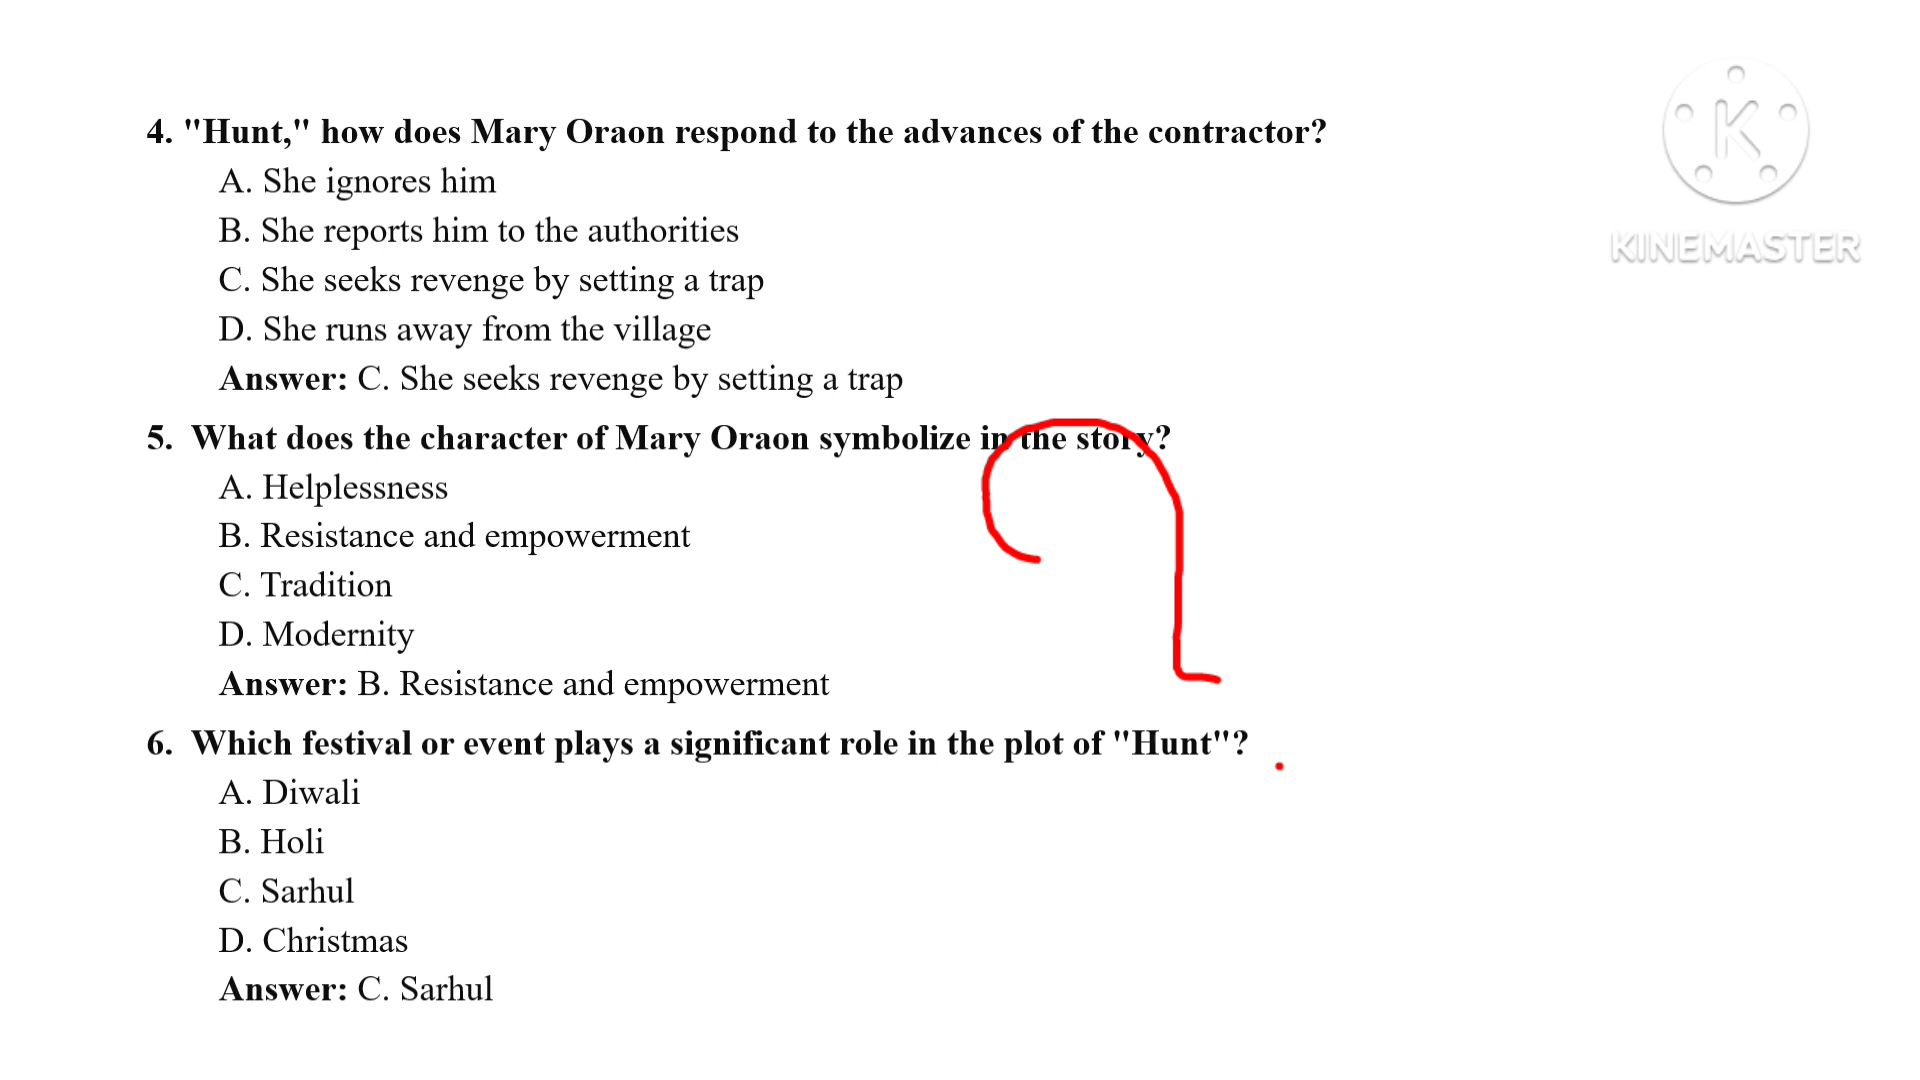 4. "Hunt," how does Mary Oraon respond to the advances of the contractor?
A. She ignores him
B. She reports him to the authorities
C. She seeks revenge by setting a trap
D. She runs away from the village
Answer: C. She seeks revenge by setting a trap
5. What does the character of Mary Oraon symbolize in the story?
A. Helplessness
B. Resistance and empowerment
C. Tradition
D. Modernity
Answer: B. Resistance and empowerment
6. Which festival or event plays a significant role in the plot of "Hunt"?
A. Diwali
B. Holi
C. Sarhul
D. Christmas
Answer: C. Sarhul
K
KINEMASTER